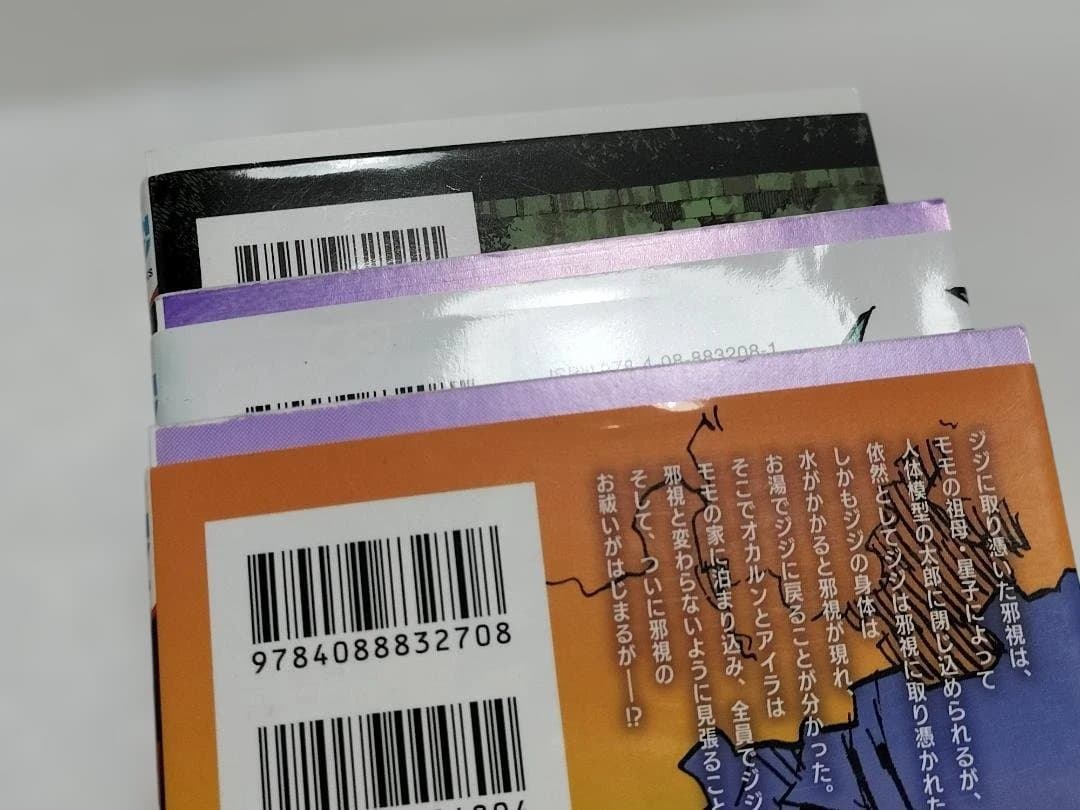 ISBN978-4-08-883208-1
9784088832708
ジジに取り憑いた邪視は、
モモの祖母・星子によって
人体模型の太郎に閉じ込められるが、
依然としてジジは邪視に取り憑かれた
しかもジジの身体は
水がかかると邪視が現れ、
お湯でジジに戻ることが分かった。
そこでオカルンとアイラは
モモの家に泊まり込み、全員でジジ
邪視と変わらないように見張ること
そして、ついに邪視の
お祓いがはじまるが——!?